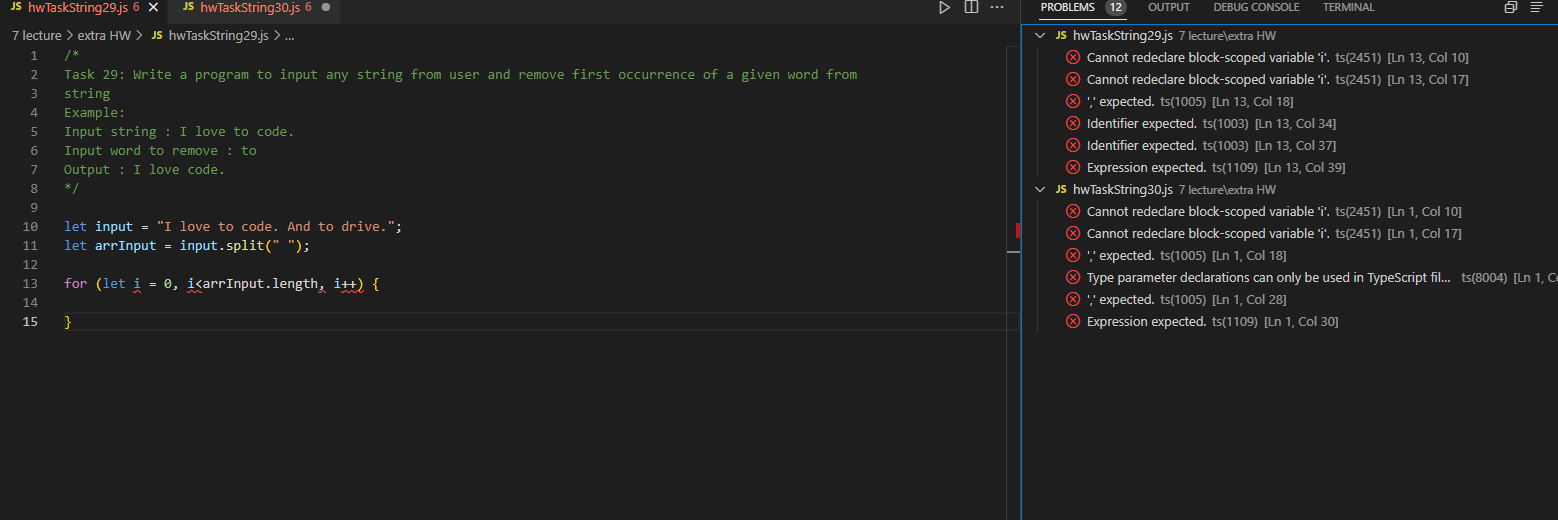 JS hwTaskString29.js 6 JS hwTaskString30.js 6
7 lecture > extra HW > JS hwTaskString29.js > ...
1 /*
2 Task 29: Write a program to input any string from user and remove first occurrence of a given word from
3 string
4 Example:
5 Input string : I love to code.
6 Input word to remove : to
7 Output : I love code.
8 */
9
10 let input = "I love to code. And to drive.";
11 let arrInput = input.split(" ");
12
13 for (let i = 0, i<arrInput.length, i++) {
14
15 }
PROBLEMS 12 OUTPUT DEBUG CONSOLE TERMINAL
JS hwTaskString29.js 7 lecture\extra HW
Cannot redeclare block-scoped variable 'i'. ts(2451) [Ln 13, Col 10]
Cannot redeclare block-scoped variable 'i'. ts(2451) [Ln 13, Col 17]
',' expected. ts(1005) [Ln 13, Col 18]
Identifier expected. ts(1003) [Ln 13, Col 34]
Identifier expected. ts(1003) [Ln 13, Col 37]
Expression expected. ts(1109) [Ln 13, Col 39]
JS hwTaskString30.js 7 lecture\extra HW
Cannot redeclare block-scoped variable 'i'. ts(2451) [Ln 1, Col 10]
Cannot redeclare block-scoped variable 'i'. ts(2451) [Ln 1, Col 17]
',' expected. ts(1005) [Ln 1, Col 18]
Type parameter declarations can only be used in TypeScript fil... ts(8004) [Ln 1, Co
',' expected. ts(1005) [Ln 1, Col 28]
Expression expected. ts(1109) [Ln 1, Col 30]